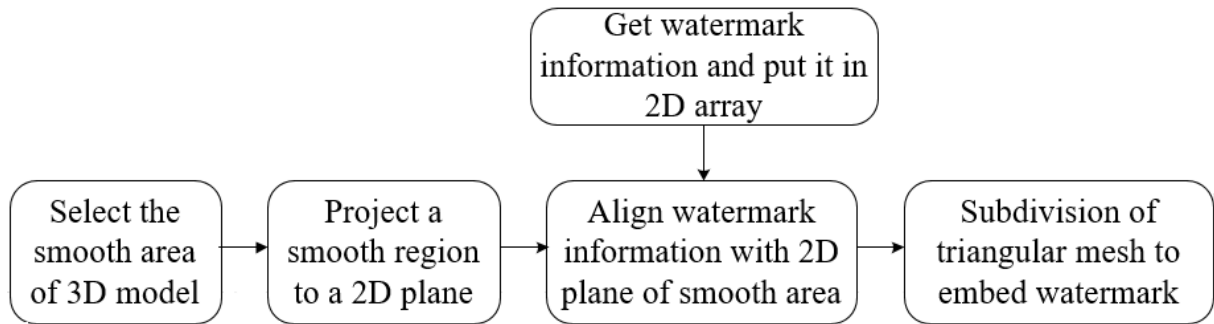 Get watermark
information and put it in
2D array
Select the
smooth area
of 3D model
Project a
smooth region
to a 2D plane
Align watermark
information with 2D
plane of smooth area
Subdivision of
triangular mesh to
embed watermark